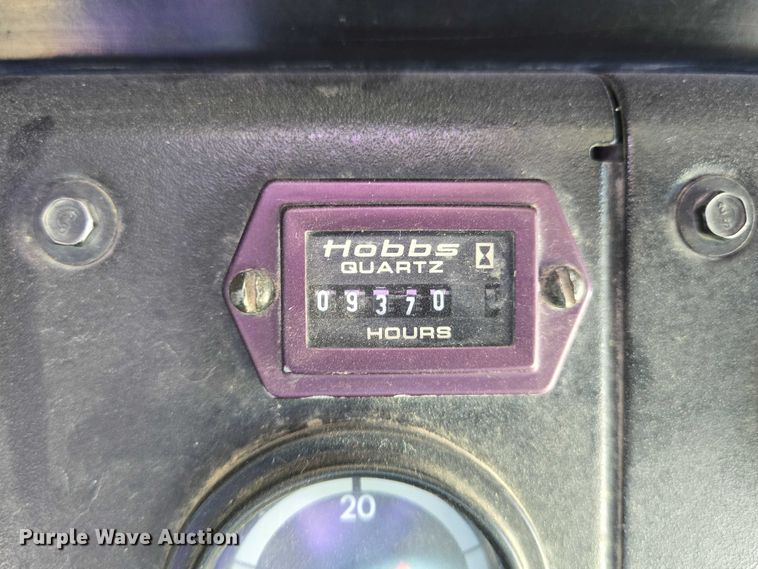 Hobbs
QUARTZ
09370
HOURS
20
Purple Wave Auction